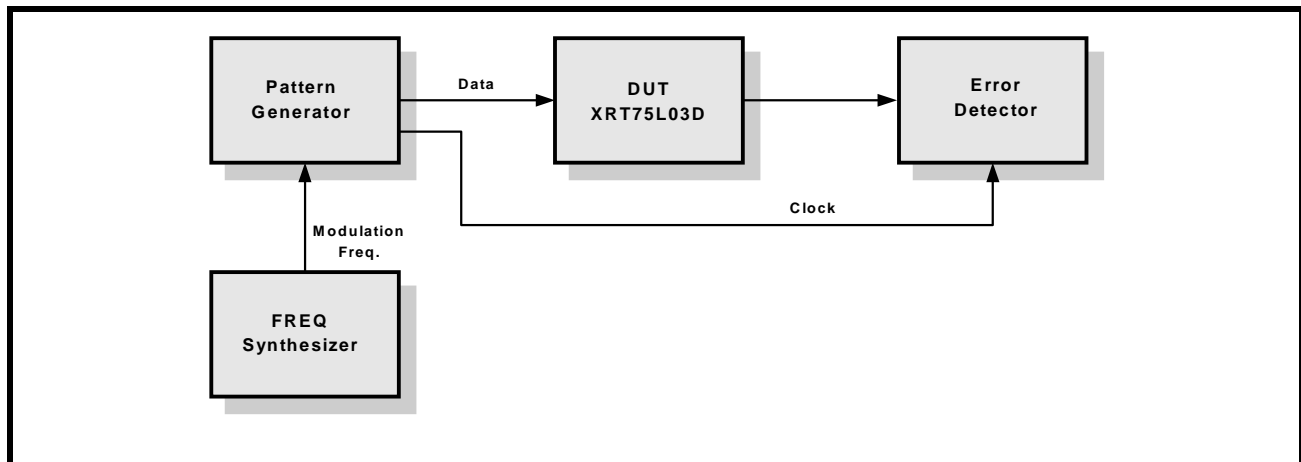 Pattern
Generator
Data
DUT
XRT75L03D
Error
Detector
Clock
Modulation
Freq.
FREQ
Synthesizer